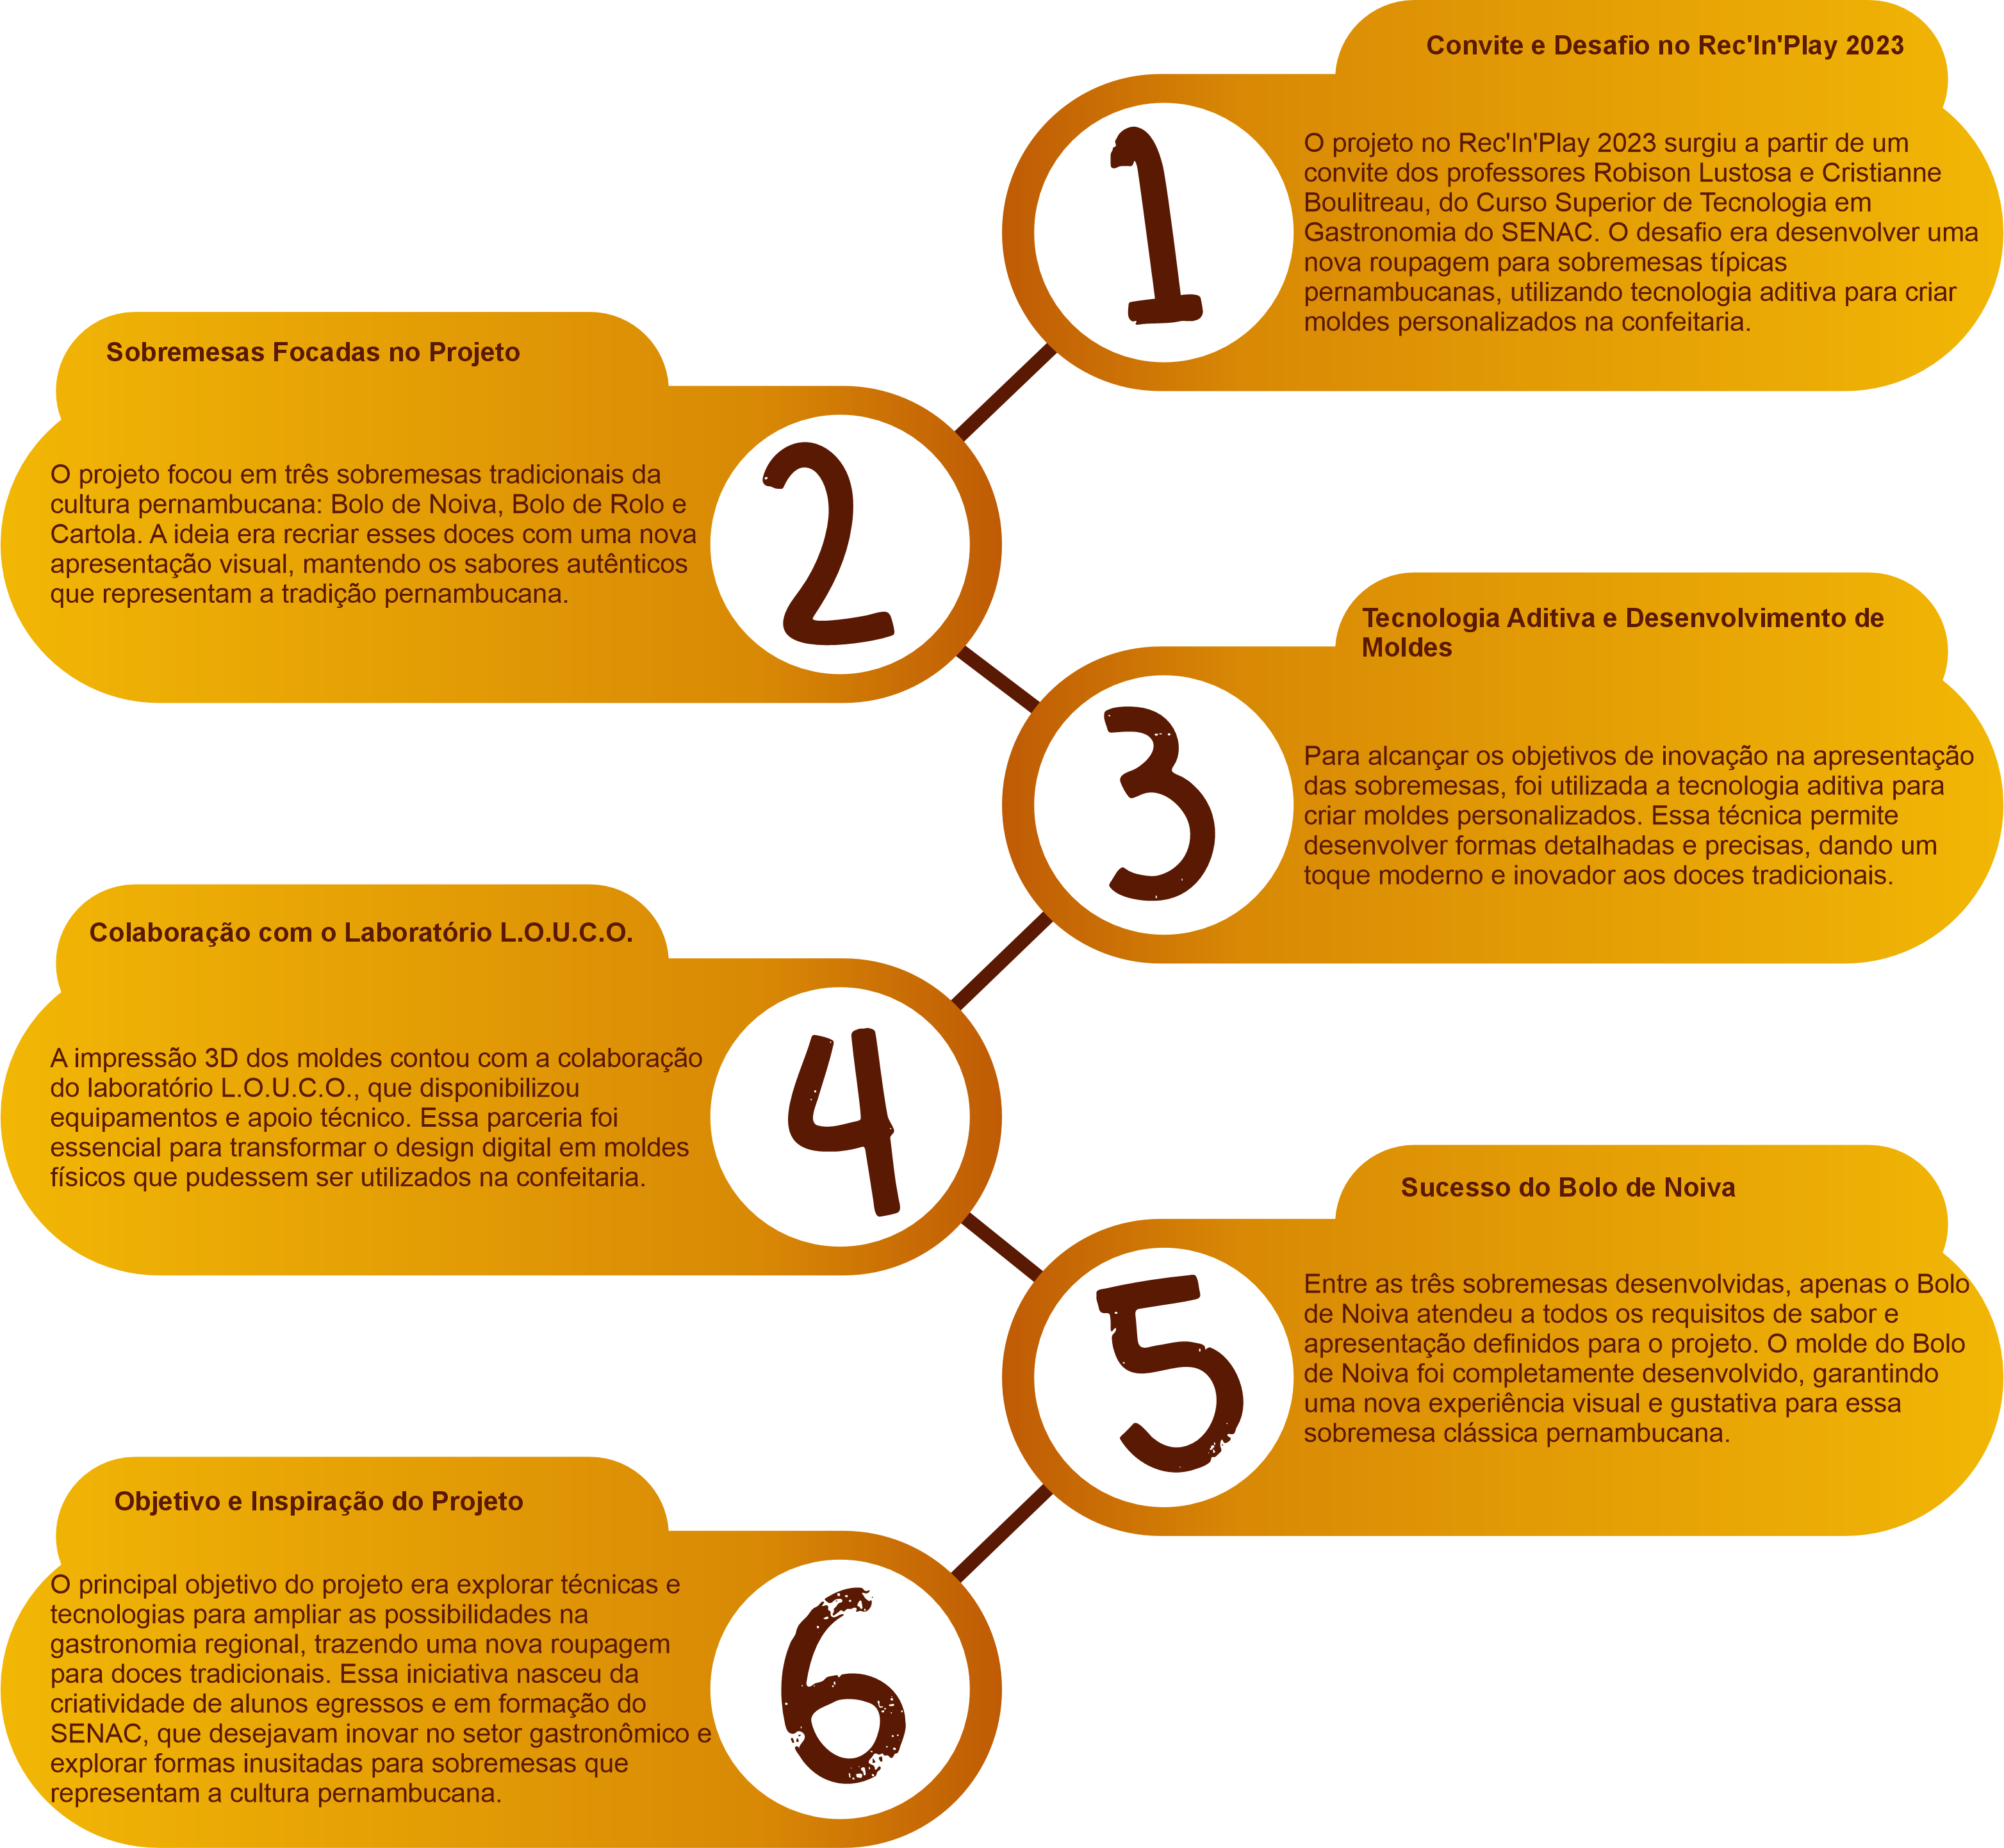 Convite e Desafio no Rec'In'Play 2023
1
O projeto no Rec'In'Play 2023 surgiu a partir de um
convite dos professores Robison Lustosa e Cristianne
Boulitreau, do Curso Superior de Tecnologia em
Gastronomia do SENAC. O desafio era desenvolver uma
nova roupagem para sobremesas típicas
pernambucanas, utilizando tecnologia aditiva para criar
moldes personalizados na confeitaria.
Sobremesas Focadas no Projeto
2
O projeto focou em três sobremesas tradicionais da
cultura pernambucana: Bolo de Noiva, Bolo de Rolo e
Cartola. A ideia era recriar esses doces com uma nova
apresentação visual, mantendo os sabores autênticos
que representam a tradição pernambucana.
Tecnologia Aditiva e Desenvolvimento de
Moldes
3
Para alcançar os objetivos de inovação na apresentação
das sobremesas, foi utilizada a tecnologia aditiva para
criar moldes personalizados. Essa técnica permite
desenvolver formas detalhadas e precisas, dando um
toque moderno e inovador aos doces tradicionais.
Colaboração com o Laboratório L.O.U.C.O.
4
A impressão 3D dos moldes contou com a colaboração
do laboratório L.O.U.C.O., que disponibilizou
equipamentos e apoio técnico. Essa parceria foi
essencial para transformar o design digital em moldes
físicos que pudessem ser utilizados na confeitaria.
Sucesso do Bolo de Noiva
5
Entre as três sobremesas desenvolvidas, apenas o Bolo
de Noiva atendeu a todos os requisitos de sabor e
apresentação definidos para o projeto. O molde do Bolo
de Noiva foi completamente desenvolvido, garantindo
uma nova experiência visual e gustativa para essa
sobremesa clássica pernambucana.
Objetivo e Inspiração do Projeto
6
O principal objetivo do projeto era explorar técnicas e
tecnologias para ampliar as possibilidades na
gastronomia regional, trazendo uma nova roupagem
para doces tradicionais. Essa iniciativa nasceu da
criatividade de alunos egressos e em formação do
SENAC, que desejavam inovar no setor gastronômico e
explorar formas inusitadas para sobremesas que
representam a cultura pernambucana.